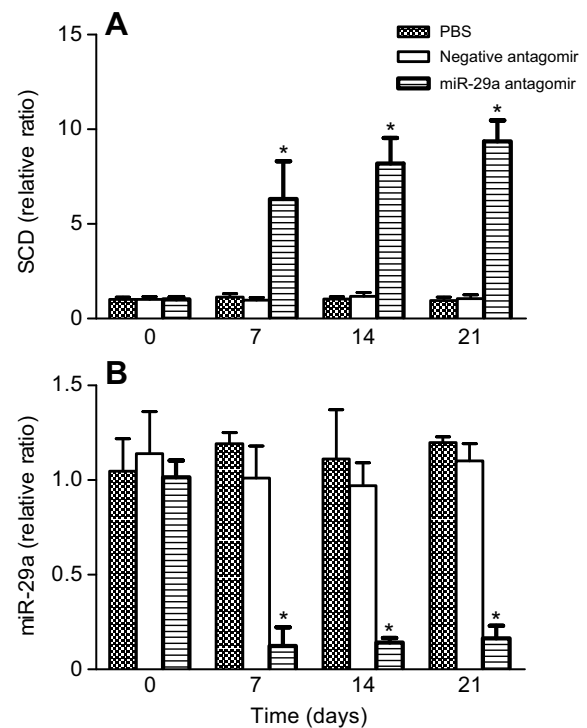 A
15
10
5
0
SCD (relative ratio)
PBS
Negative antagomir
miR-29a antagomir
*
*
*
0 7 14 21
B
1.5
1.0
0.5
0
miR-29a (relative ratio)
*
*
*
0 7 14 21
Time (days)